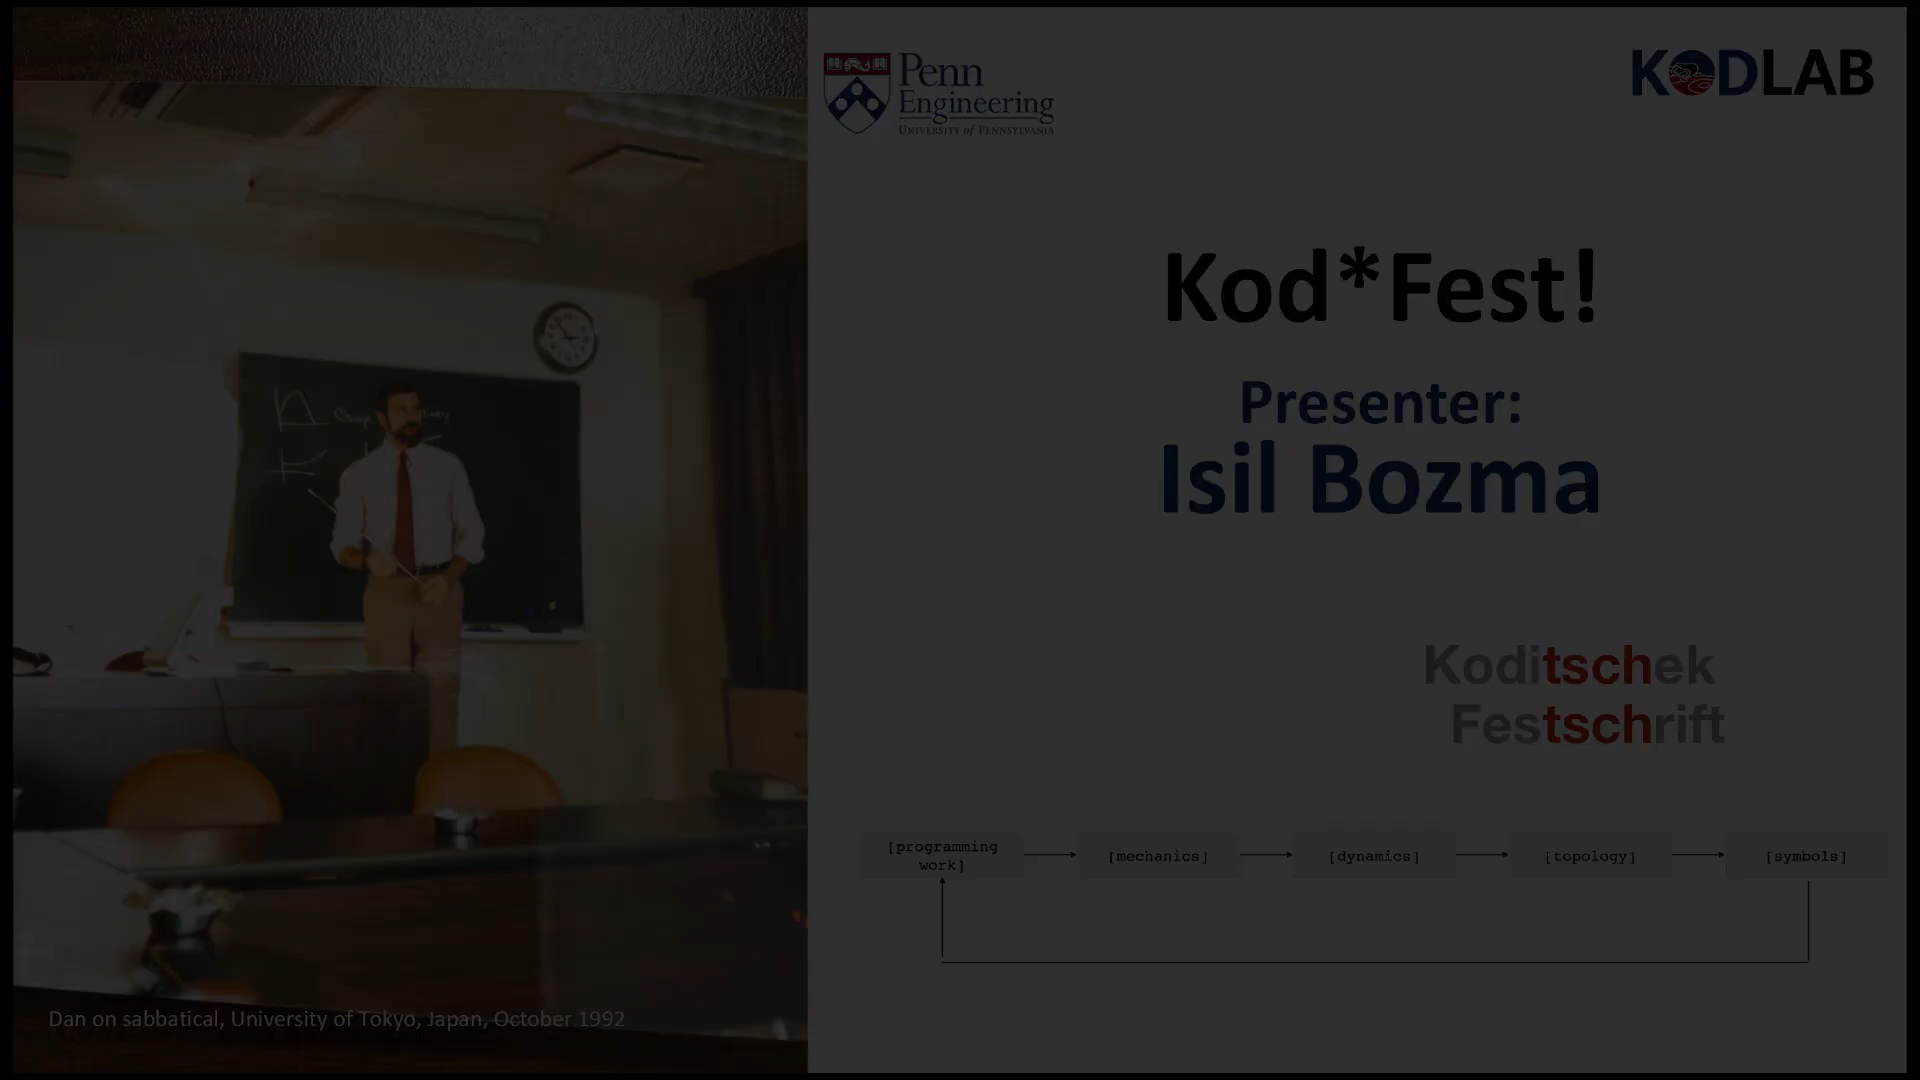 Penn
Engineering
UNIVERSITY of PENNSYLVANIA
KODLAB
Kod*Fest!
Presenter:
Isil Bozma
Koditschek
Festschrift
[programming
work]
[mechanics]
[dynamics]
[topology]
[symbols]
Dan on sabbatical, University of Tokyo, Japan, October 1992